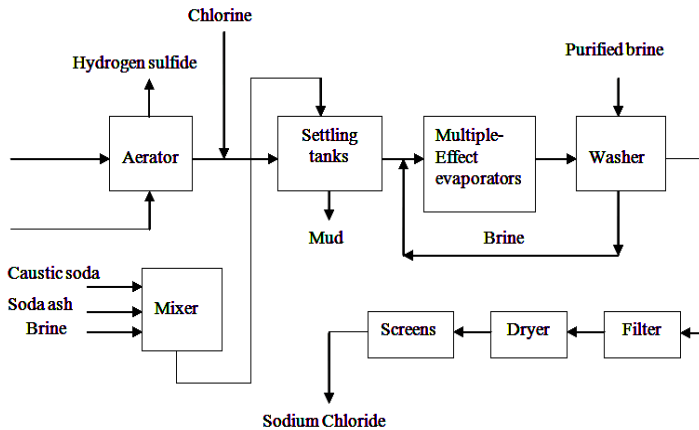 Chlorine
Hydrogen sulfide
Purified brine
Aerator
Settling
tanks
Multiple-
Effect
evaporators
Washer
Mud
Brine
Caustic soda
Soda ash
Brine
Mixer
Screens
Dryer
Filter
Sodium Chloride